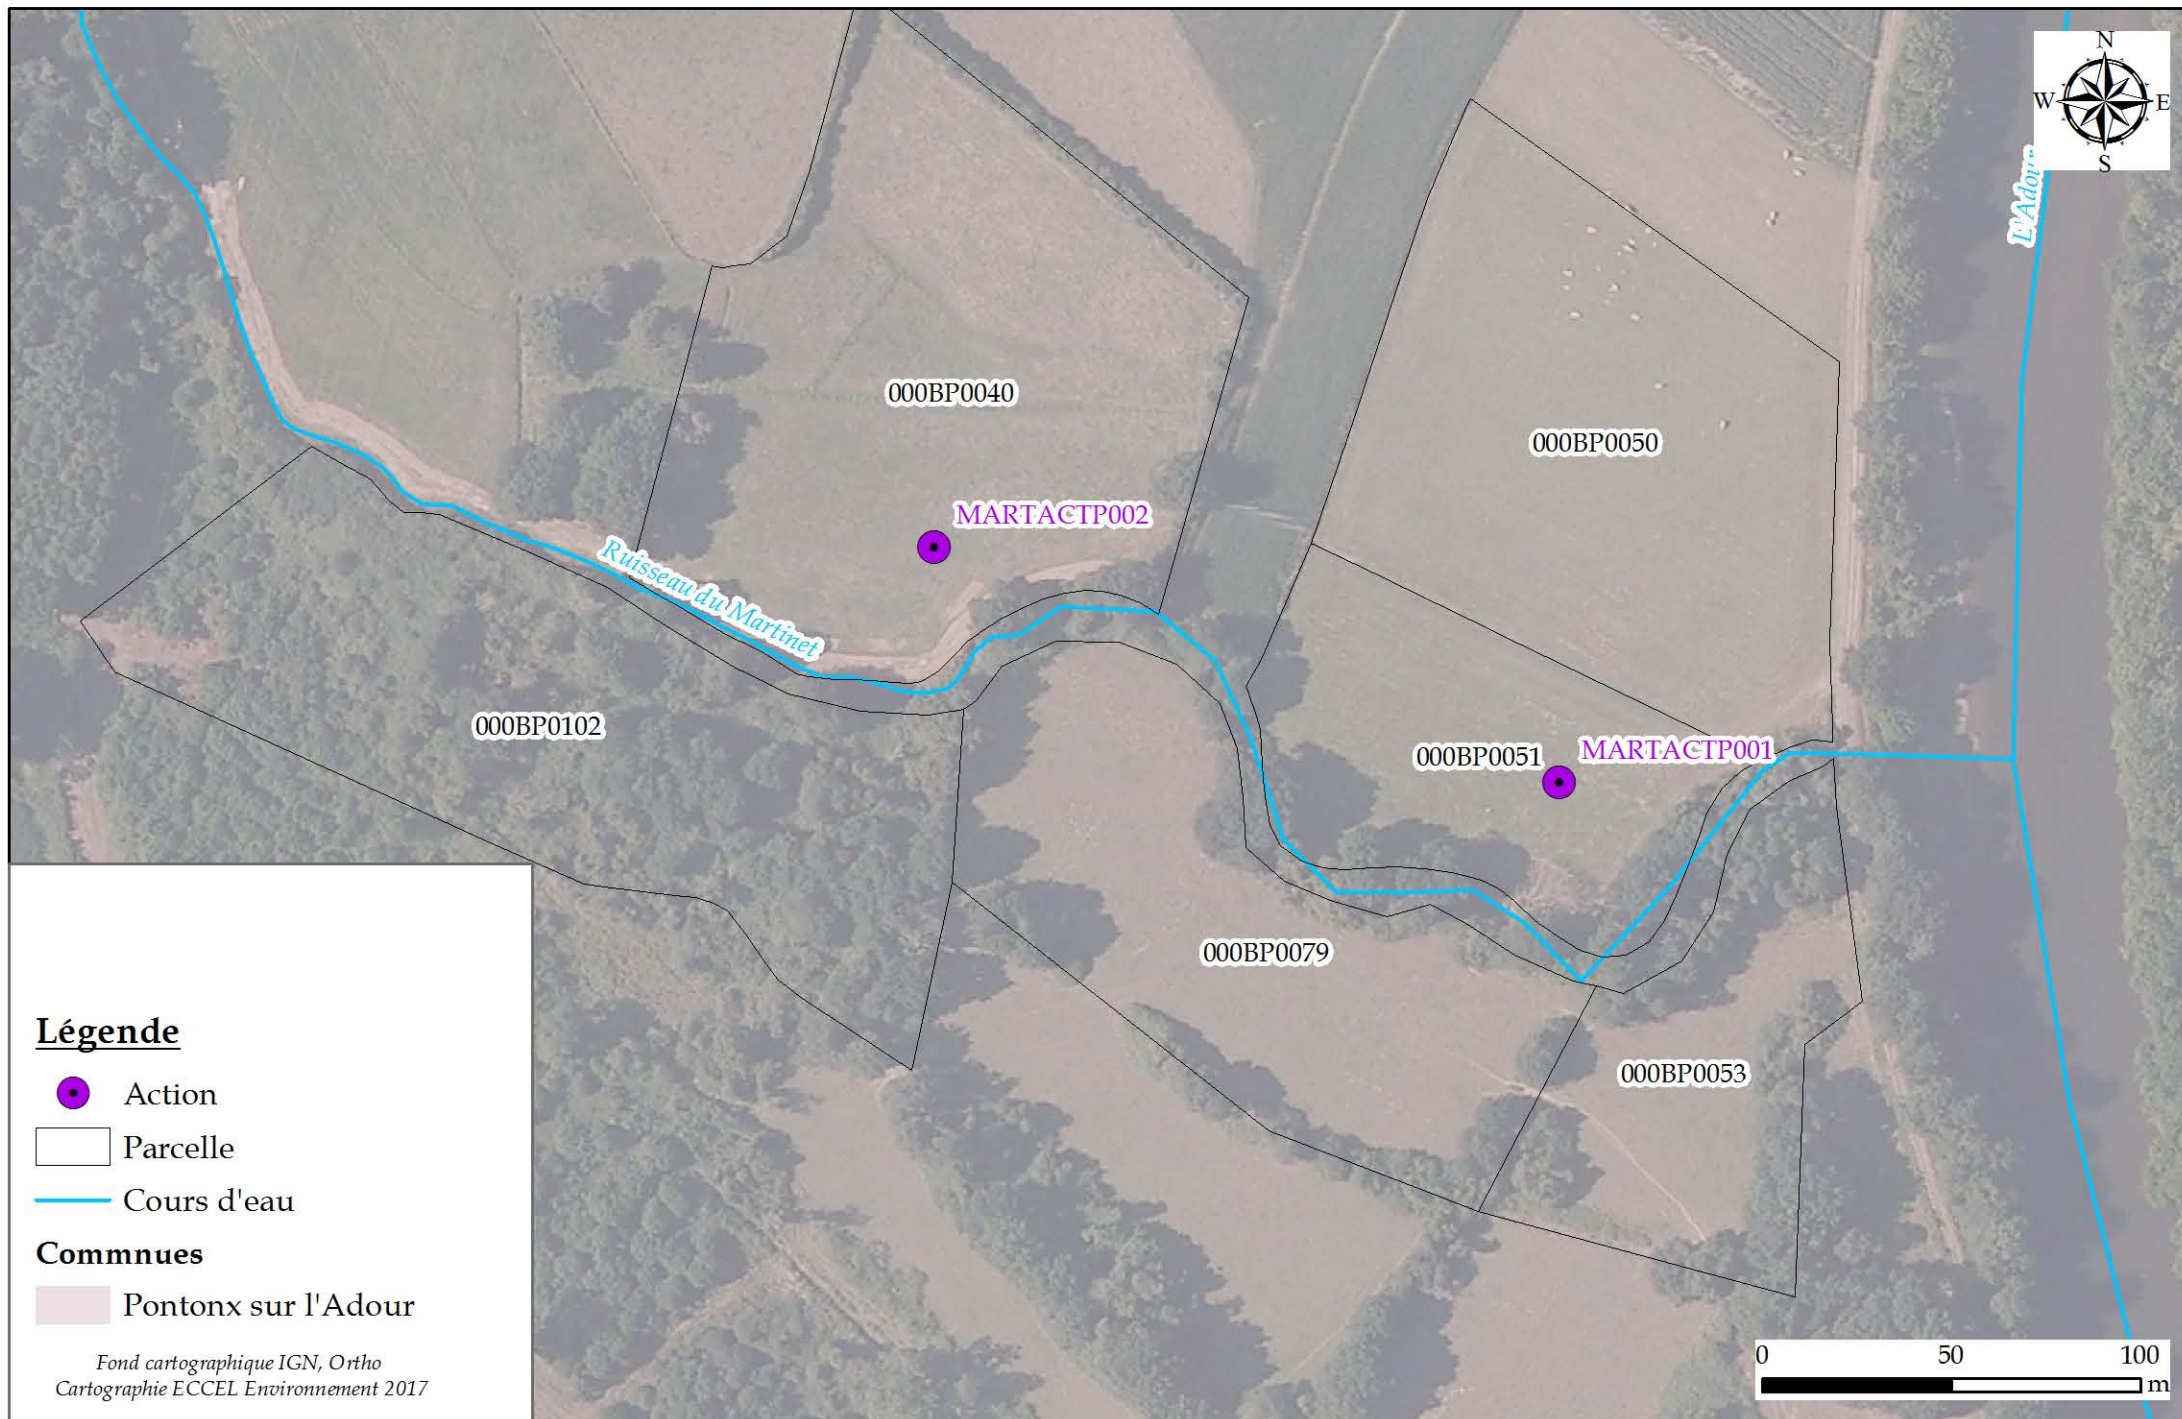 N
W E
S
L'Adour
000BP0040
000BP0050
MARTACTP002
Ruisseau du Martinet
000BP0102
000BP0051
MARTACTP001
000BP0079
000BP0053
Légende
Action
Parcelle
Cours d'eau
Commnues
Pontonx sur l'Adour
Fond cartographique IGN, Ortho
Cartographie ECCEL Environnement 2017
0 50 100
m